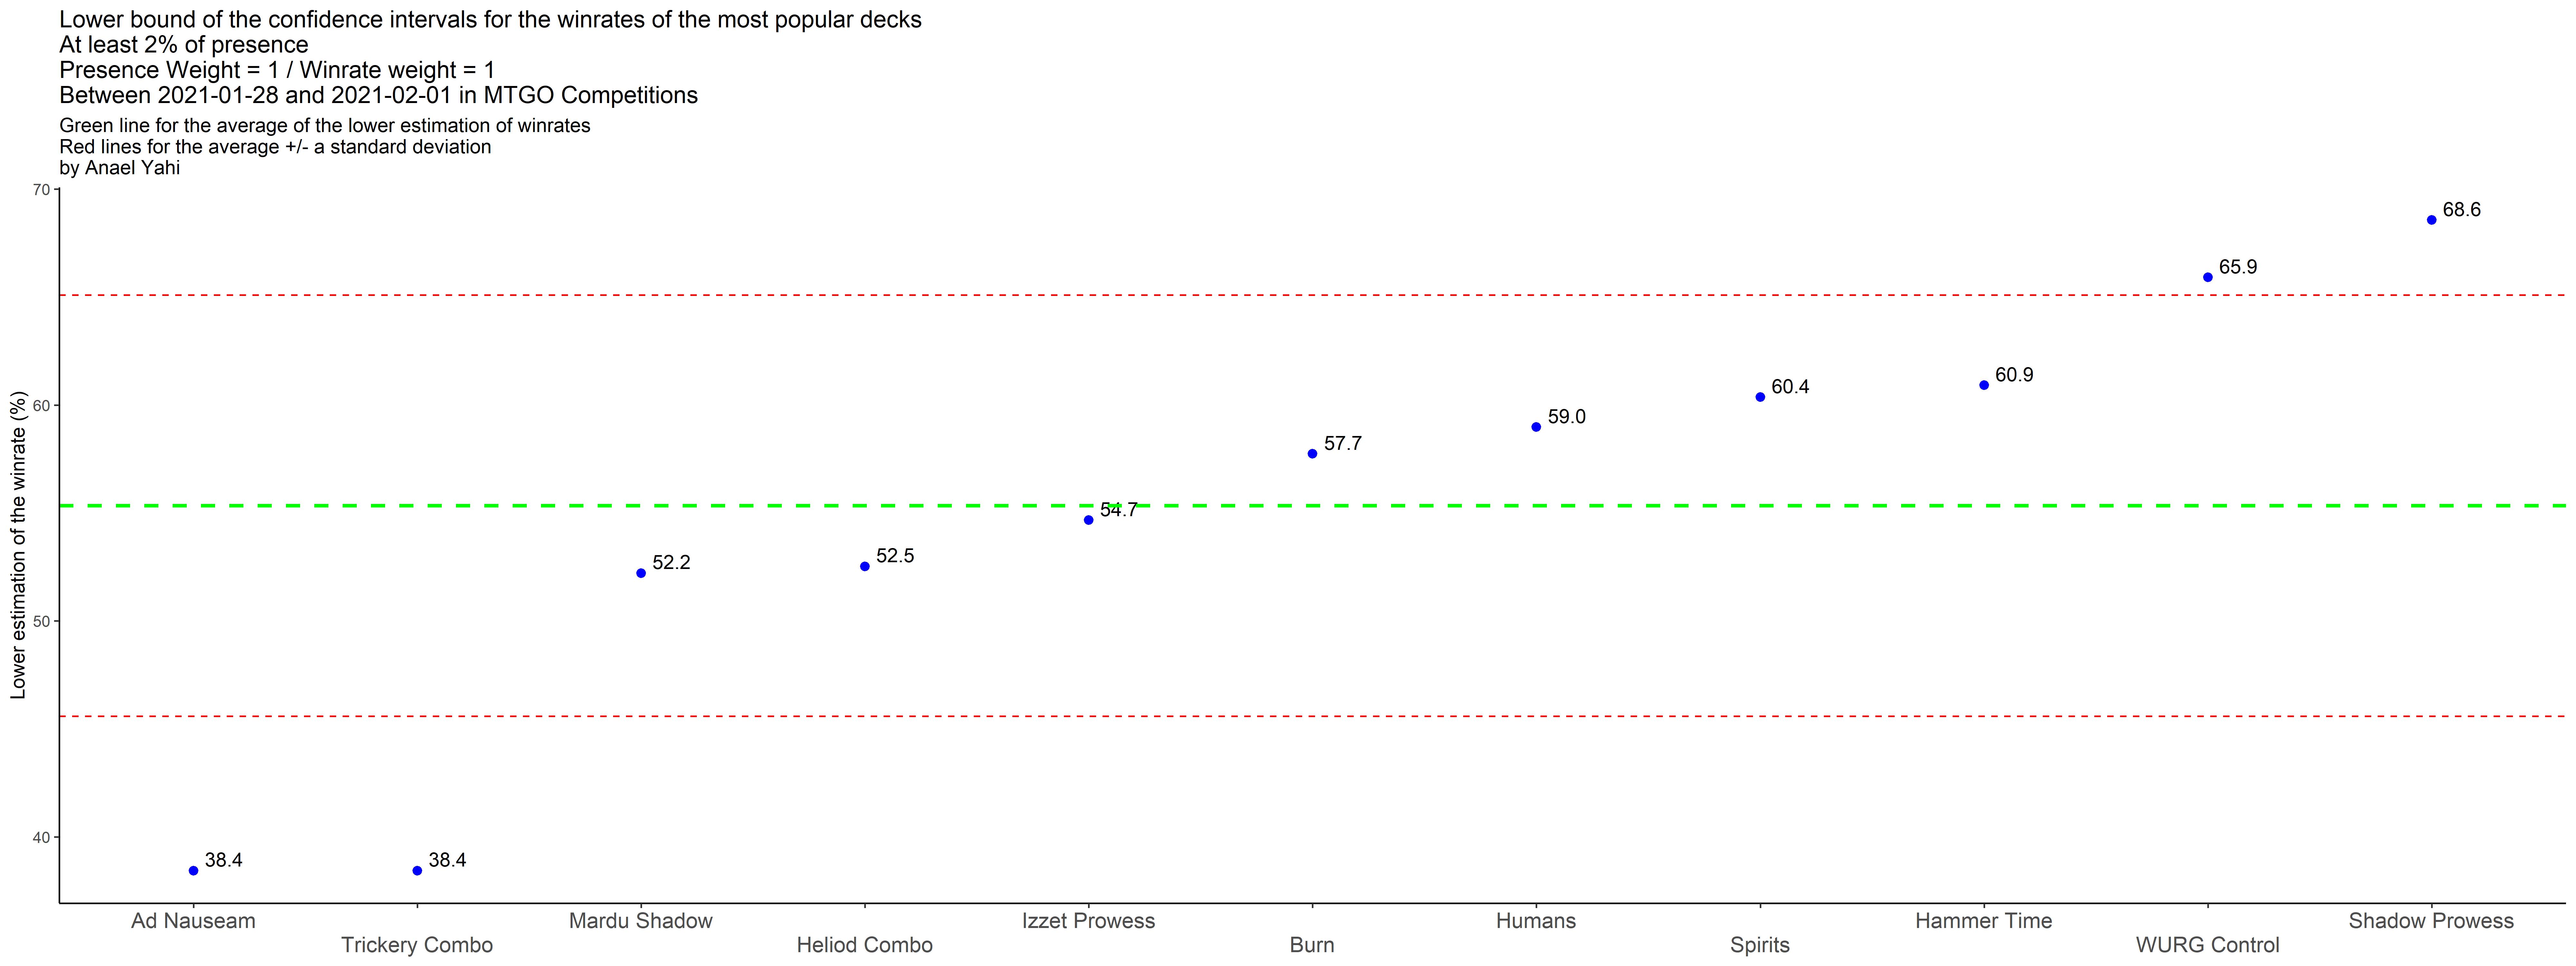 Lower bound of the confidence intervals for the winrates of the most popular decks
At least 2% of presence
Presence Weight = 1 / Winrate weight = 1
Between 2021-01-28 and 2021-02-01 in MTGO Competitions
Green line for the average of the lower estimation of winrates
Red lines for the average +/- a standard deviation
by Anael Yahi
Lower estimation of the winrate (%)
70
60
50
40
38.4
38.4
52.2
52.5
54.7
57.7
59.0
60.4
60.9
65.9
68.6
Ad Nauseam
Trickery Combo
Mardu Shadow
Heliod Combo
Izzet Prowess
Burn
Humans
Spirits
Hammer Time
WURG Control
Shadow Prowess